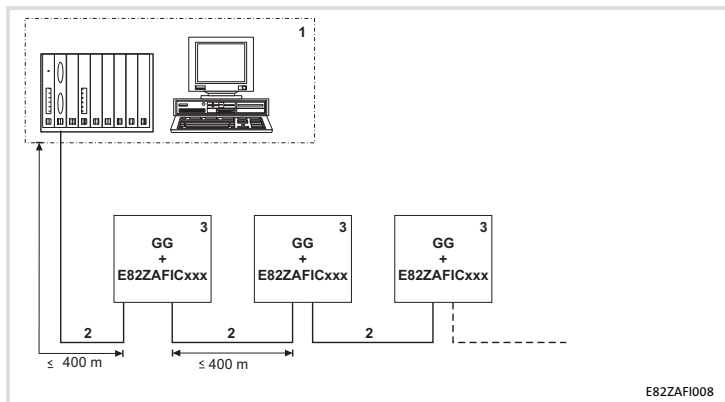 1
3
GG
+
E82ZAFICxxx
3
GG
+
E82ZAFICxxx
3
GG
+
E82ZAFICxxx
2
2
2
≤ 400 m
≤ 400 m
E82ZAFI008